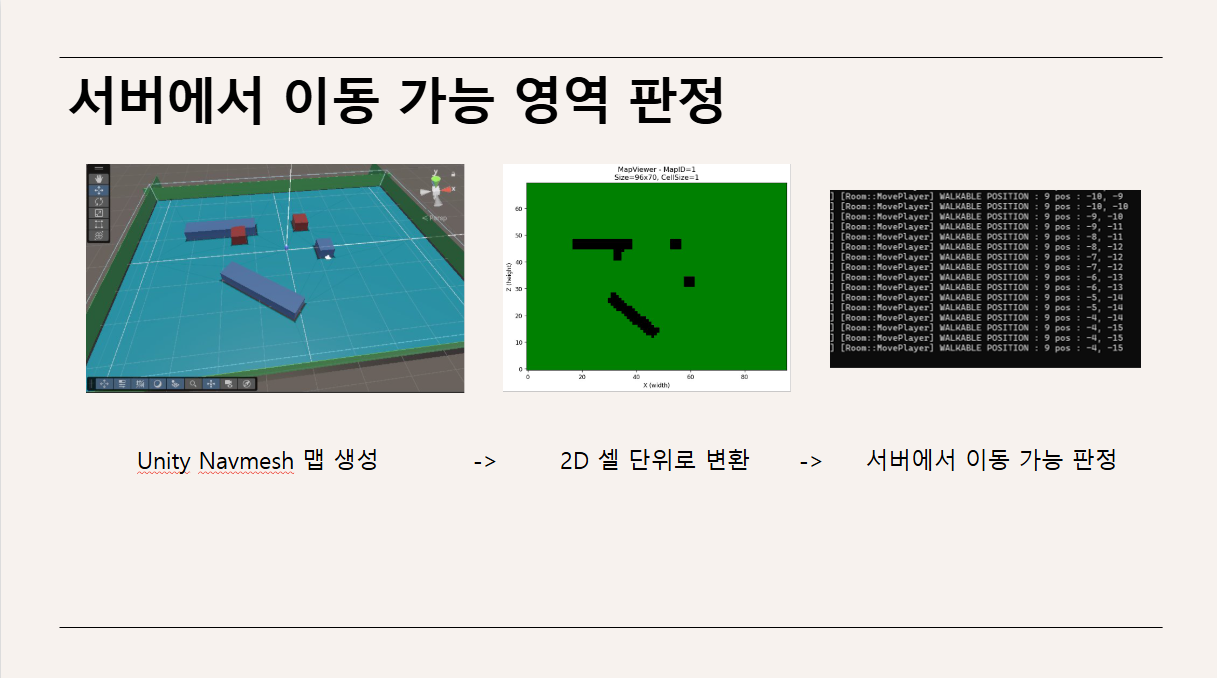 서버에서 이동 가능 영역 판정
y
x
< Persp
MapViewer - MapID=1
Size=96x70, CellSize=1
Z (height)
60
50
40
30
20
10
0
0 20 40 60 80
X (width)
] [Room::MovePlayer] WALKABLE POSITION : 9 pos : -10, -9
] [Room::MovePlayer] WALKABLE POSITION : 9 pos : -10, -10
] [Room::MovePlayer] WALKABLE POSITION : 9 pos : -9, -10
] [Room::MovePlayer] WALKABLE POSITION : 9 pos : -9, -11
] [Room::MovePlayer] WALKABLE POSITION : 9 pos : -8, -11
] [Room::MovePlayer] WALKABLE POSITION : 9 pos : -8, -12
] [Room::MovePlayer] WALKABLE POSITION : 9 pos : -7, -12
] [Room::MovePlayer] WALKABLE POSITION : 9 pos : -7, -12
] [Room::MovePlayer] WALKABLE POSITION : 9 pos : -6, -13
] [Room::MovePlayer] WALKABLE POSITION : 9 pos : -6, -13
] [Room::MovePlayer] WALKABLE POSITION : 9 pos : -5, -14
] [Room::MovePlayer] WALKABLE POSITION : 9 pos : -5, -14
] [Room::MovePlayer] WALKABLE POSITION : 9 pos : -4, -14
] [Room::MovePlayer] WALKABLE POSITION : 9 pos : -4, -15
] [Room::MovePlayer] WALKABLE POSITION : 9 pos : -4, -15
] [Room::MovePlayer] WALKABLE POSITION : 9 pos : -4, -15
Unity Navmesh 맵 생성 -> 2D 셀 단위로 변환 -> 서버에서 이동 가능 판정